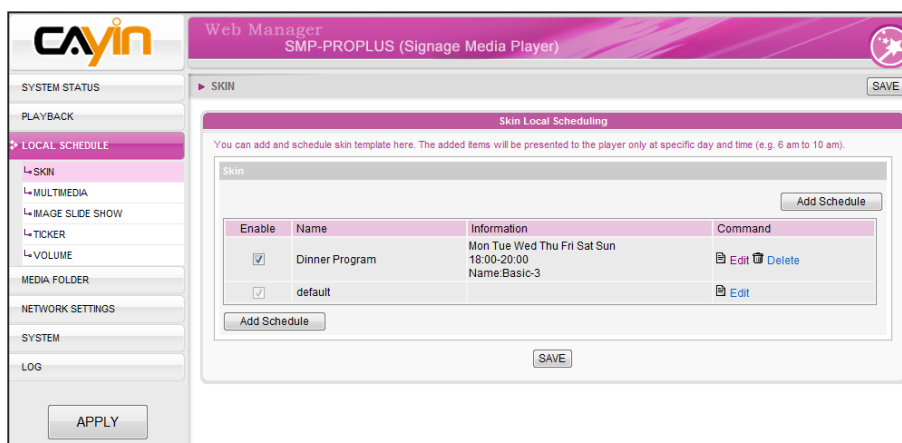 CAYIN
Web Manager
SMP-PROPLUS (Signage Media Player)
SYSTEM STATUS
PLAYBACK
LOCAL SCHEDULE
SKIN
MULTIMEDIA
IMAGE SLIDE SHOW
TICKER
VOLUME
MEDIA FOLDER
NETWORK SETTINGS
SYSTEM
LOG
APPLY
SKIN
SAVE
Skin Local Scheduling
You can add and schedule skin template here. The added items will be presented to the player only at specific day and time (e.g. 6 am to 10 am).
Skin
Add Schedule
Enable Name Information Command
Mon Tue Wed Thu Fri Sat Sun
Dinner Program 18:00-20:00 Edit Delete
Name:Basic-3
default Edit
Add Schedule
SAVE